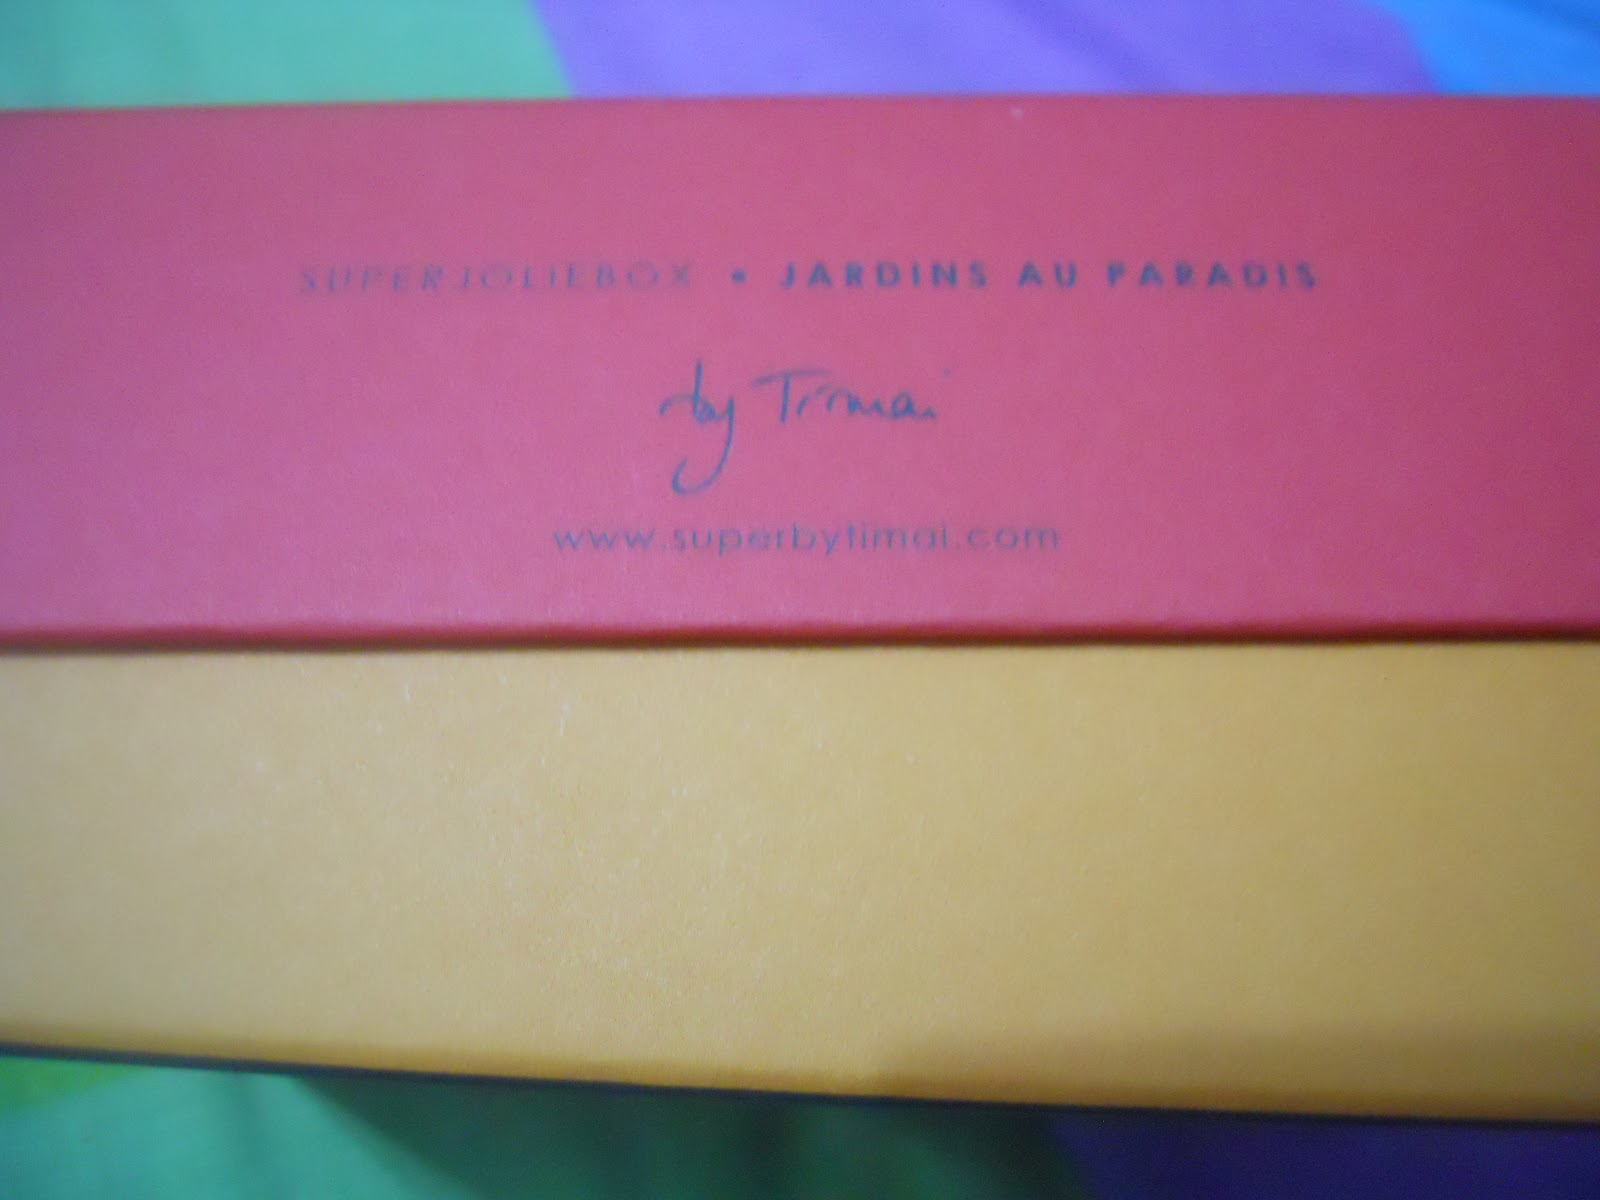 SUPERJOLIEBOX • JARDINS AU PARADIS
by Timai
www.superbytimai.com